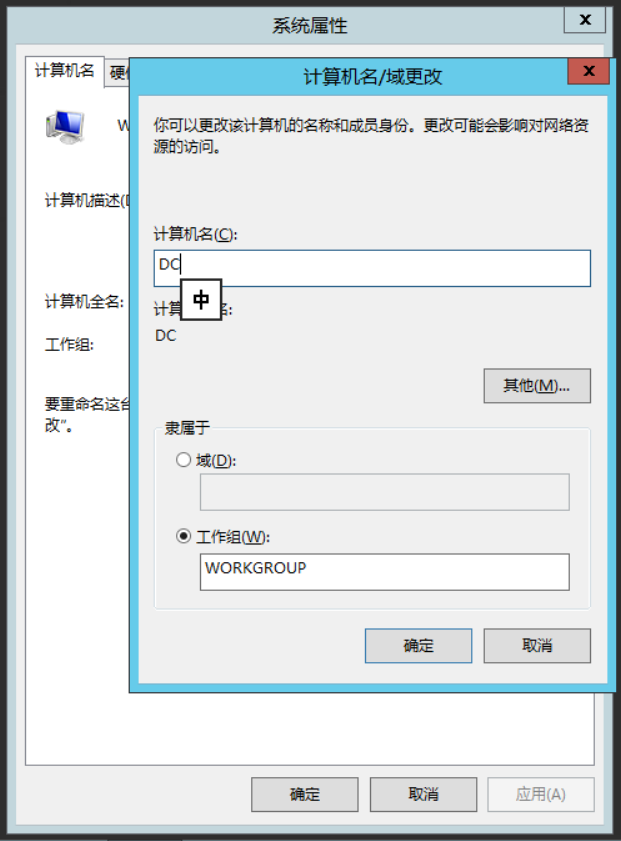 系统属性
计算机名
计算机名/域更改
你可以更改该计算机的名称和成员身份。更改可能会影响对网络资
源的访问。
计算机描述(
计算机名(C):
DC
中
计算机全名:
DC
工作组:
其他(M)...
要重命名这台
改"。
隶属于
域(D):
工作组(W):
WORKGROUP
确定
取消
确定
取消
应用(A)